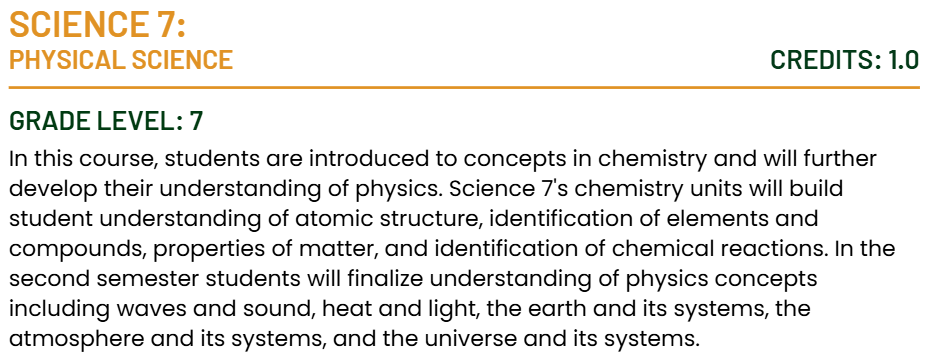 SCIENCE 7:
PHYSICAL SCIENCE
CREDITS: 1.0
GRADE LEVEL: 7
In this course, students are introduced to concepts in chemistry and will further
develop their understanding of physics. Science 7's chemistry units will build
student understanding of atomic structure, identification of elements and
compounds, properties of matter, and identification of chemical reactions. In the
second semester students will finalize understanding of physics concepts
including waves and sound, heat and light, the earth and its systems, the
atmosphere and its systems, and the universe and its systems.